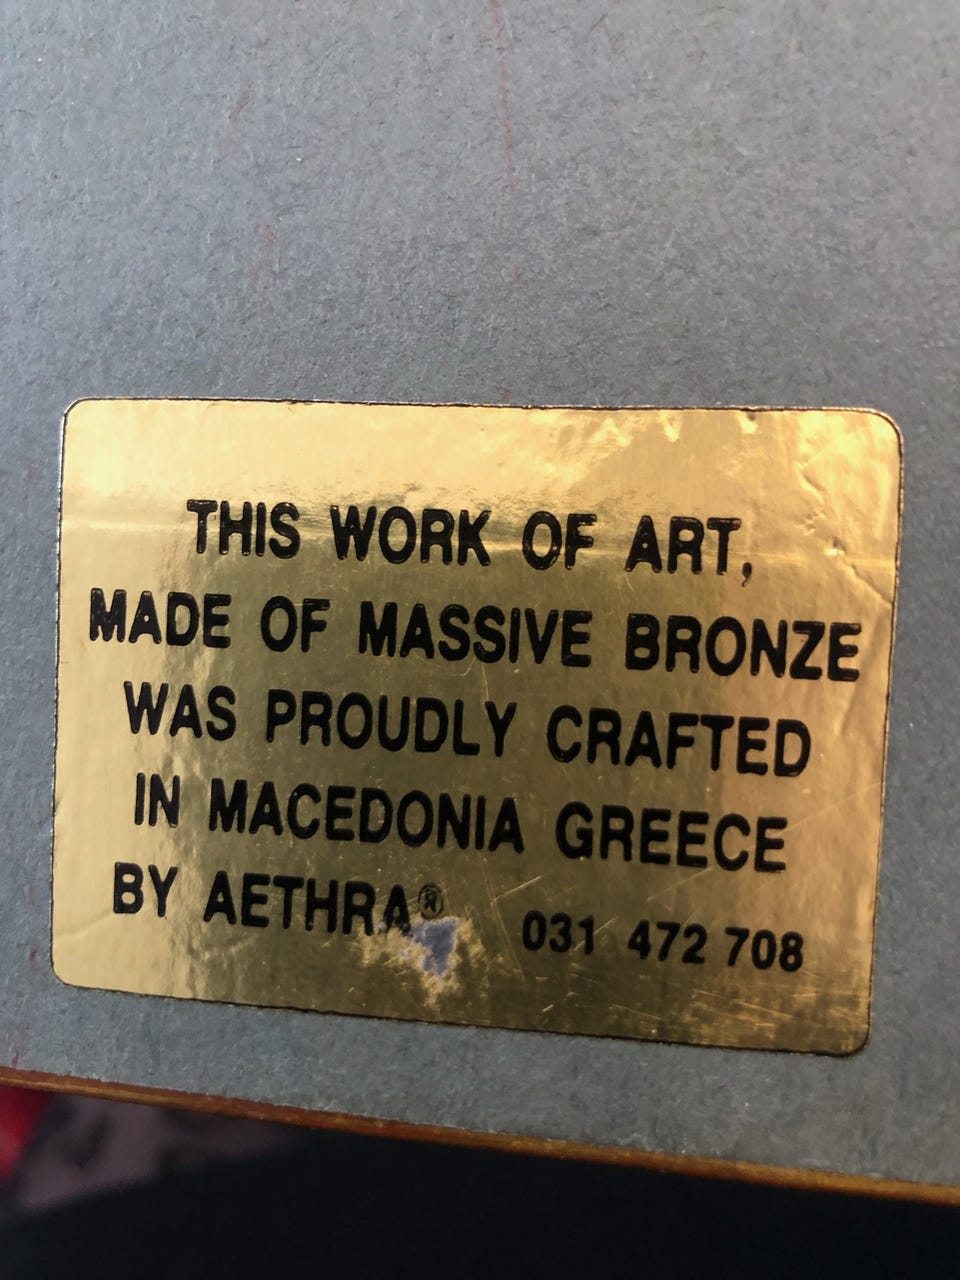 THIS WORK OF ART,
MADE OF MASSIVE BRONZE
WAS PROUDLY CRAFTED
IN MACEDONIA GREECE
BY AETHRA® 031 472 708